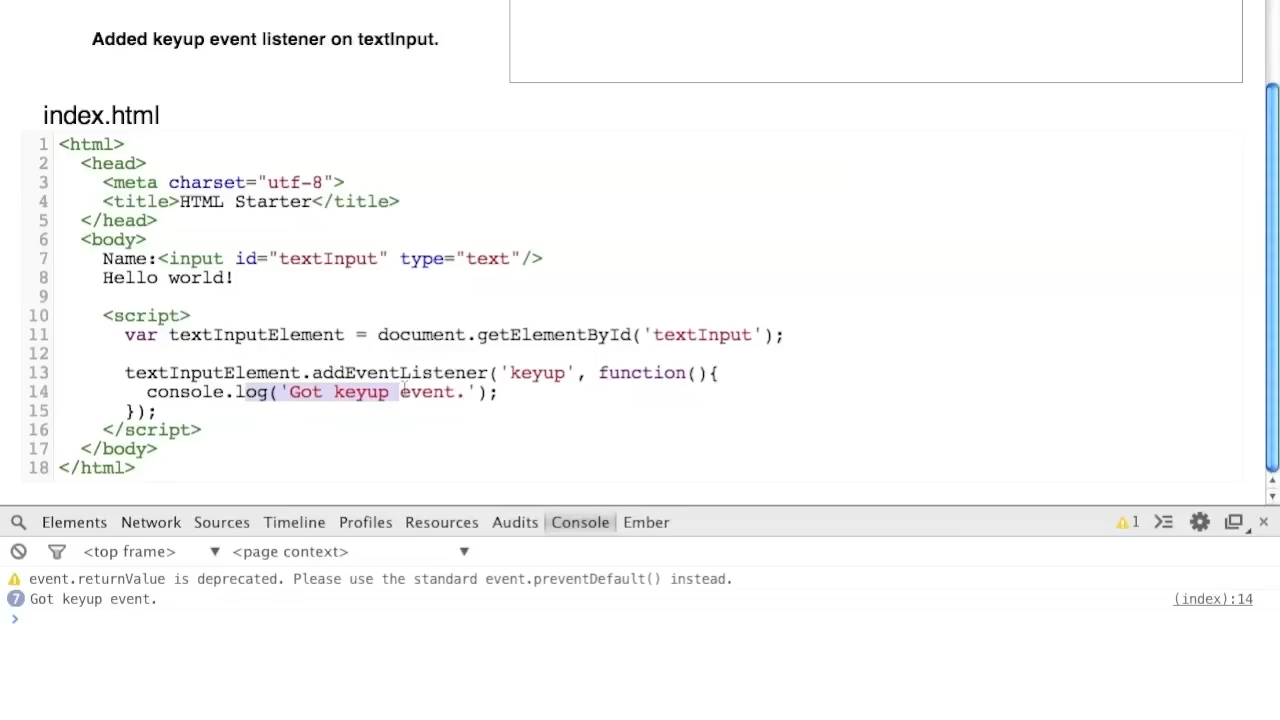 Added keyup event listener on textInput.
index.html
1 <html>
2 <head>
3 <meta charset="utf-8">
4 <title>HTML Starter</title>
5 </head>
6 <body>
7 Name:<input id="textInput" type="text"/>
8 Hello world!
9
10 <script>
11 var textInputElement = document.getElementById('textInput');
12
13 textInputElement.addEventListener('keyup', function(){
14 console.log('Got keyup event.');
15 });
16 </script>
17 </body>
18 </html>
Elements Network Sources Timeline Profiles Resources Audits Console Ember 1
<top frame> <page context>
event.returnValue is deprecated. Please use the standard event.preventDefault() instead.
7 Got keyup event. (index):14